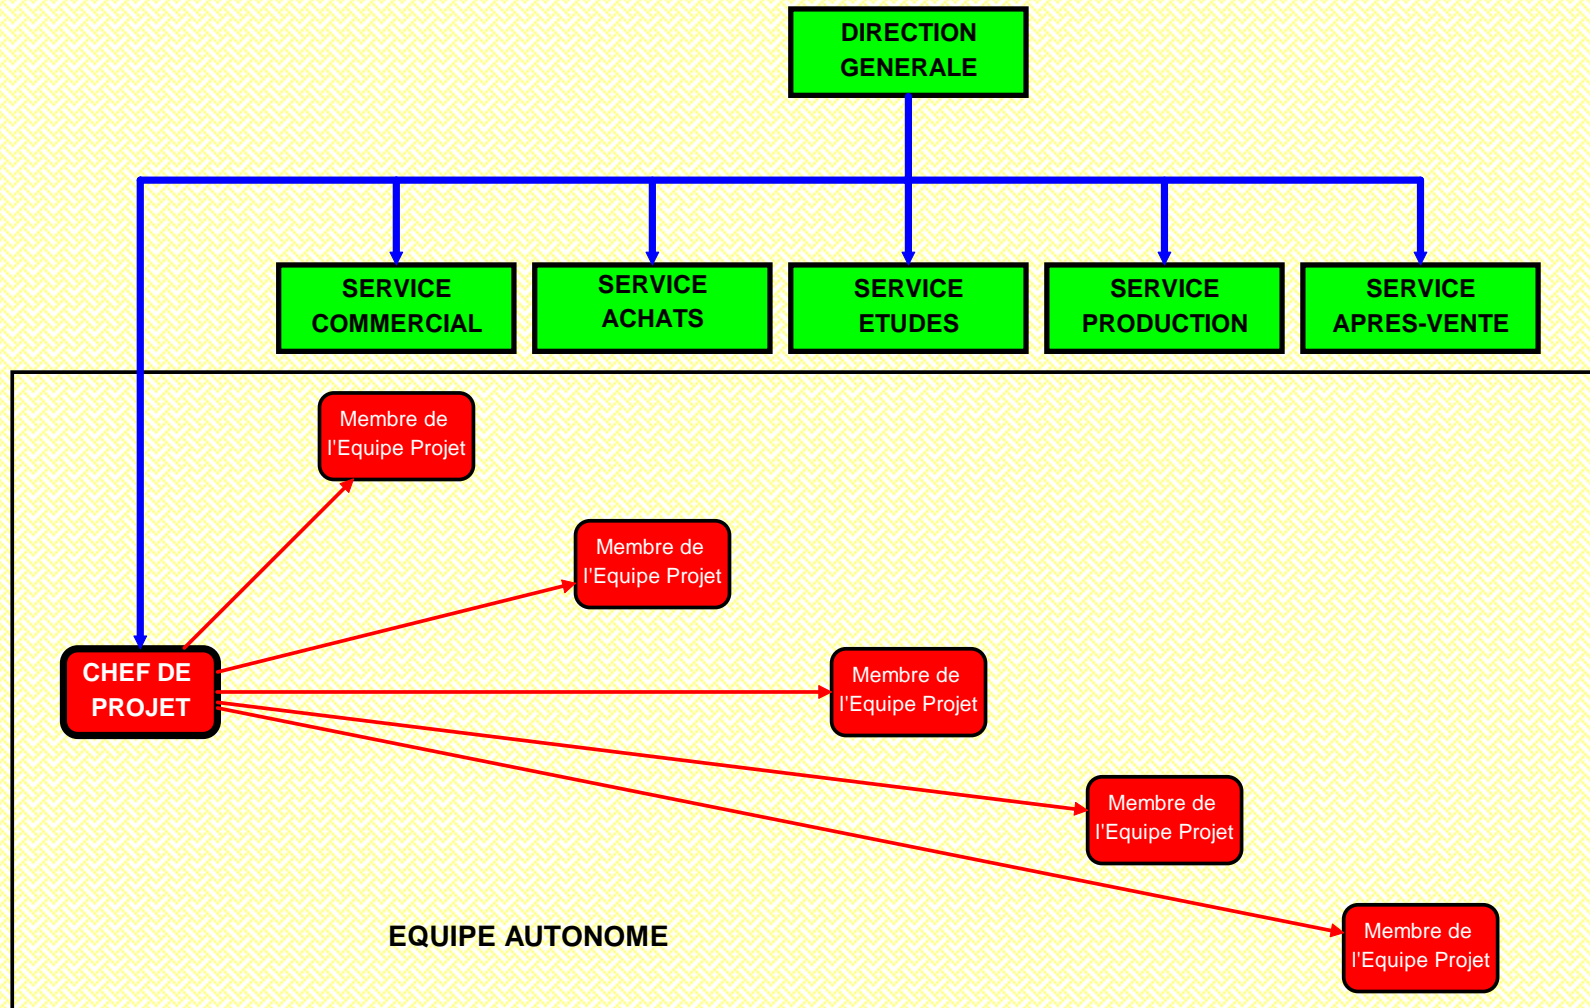 DIRECTION
GENERALE
SERVICE
COMMERCIAL
SERVICE
ACHATS
SERVICE
ETUDES
SERVICE
PRODUCTION
SERVICE
APRES-VENTE
Membre de
l'Equipe Projet
Membre de
l'Equipe Projet
CHEF DE
PROJET
Membre de
l'Equipe Projet
Membre de
l'Equipe Projet
EQUIPE AUTONOME
Membre de
l'Equipe Projet